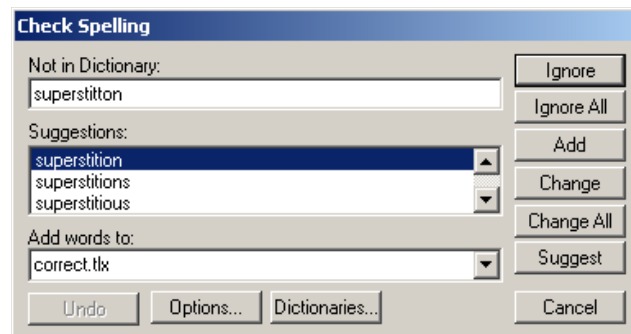 Check Spelling
Not in Dictionary:
superstitton
Suggestions:
superstition
superstitions
superstitious
Add words to:
correct.tlx
Ignore
Ignore All
Add
Change
Change All
Suggest
Undo
Options...
Dictionaries...
Cancel